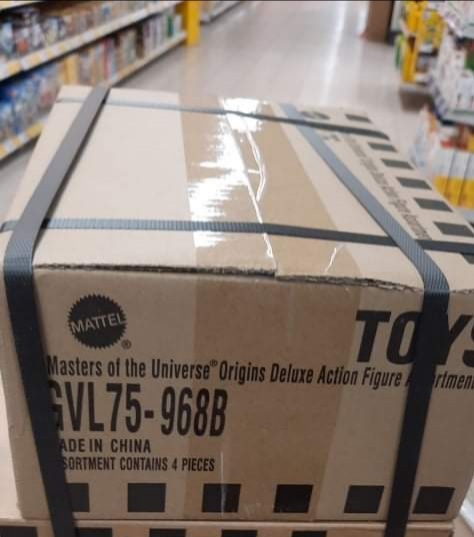 MATTEL
®
TOYS
Masters of the Universe® Origins Deluxe Action Figure
GVL75-968B
ADE IN CHINA
SORTMENT CONTAINS 4 PIECES